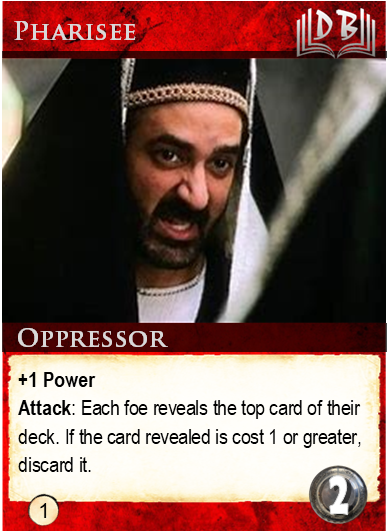 PHARISEE
DB
OPPRESSOR
+1 Power
Attack: Each foe reveals the top card of their
deck. If the card revealed is cost 1 or greater,
discard it.
1
2